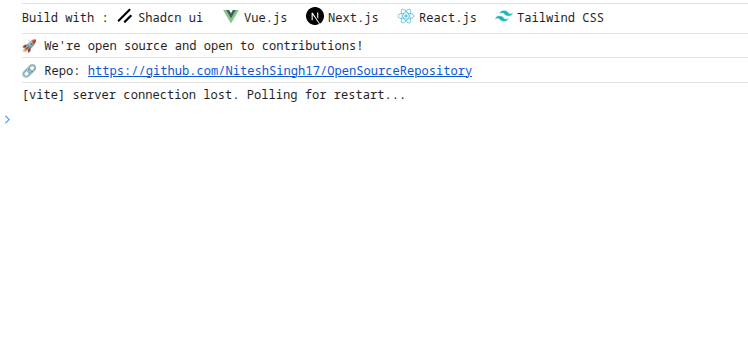 Build with : Shadcn ui Vue.js Next.js React.js Tailwind CSS
🚀 We're open source and open to contributions!
🔗 Repo: https://github.com/NiteshSingh17/OpenSourceRepository
[vite] server connection lost. Polling for restart...